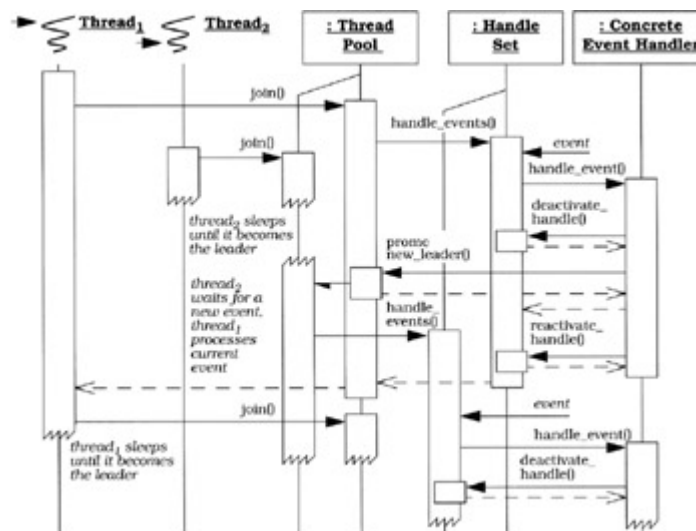 Thread1
Thread2
: Thread
Pool
: Handle
Set
: Concrete
Event Handler
join()
handle_events()
event
join()
handle_event()
deactivate_
handle()
thread2 sleeps
until it becomes
the leader
promo
new_leader()
thread2
waits for a
new event,
thread1
processes
current
event
handle_
events()
reactivate_
handle()
join()
event
handle_event()
thread1 sleeps
until it becomes
the leader
deactivate_
handle()